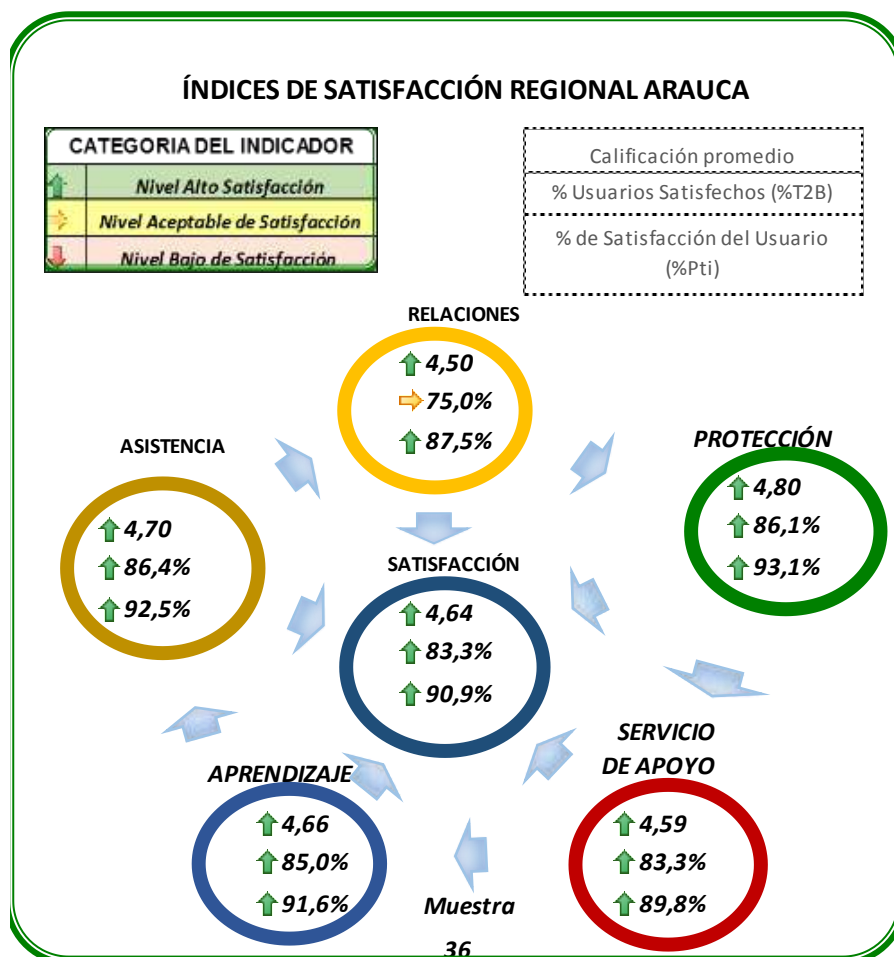 ÍNDICES DE SATISFACCIÓN REGIONAL ARAUCA
CATEGORIA DEL INDICADOR
Nivel Alto Satisfacción
Nivel Aceptable de Satisfacción
Nivel Bajo de Satisfacción
Calificación promedio
% Usuarios Satisfechos (%T2B)
% de Satisfacción del Usuario
(%Pti)
RELACIONES
4,50
75,0%
87,5%
ASISTENCIA
4,70
86,4%
92,5%
PROTECCIÓN
4,80
86,1%
93,1%
SATISFACCIÓN
4,64
83,3%
90,9%
APRENDIZAJE
4,66
85,0%
91,6%
SERVICIO
DE APOYO
4,59
83,3%
89,8%
Muestra
36